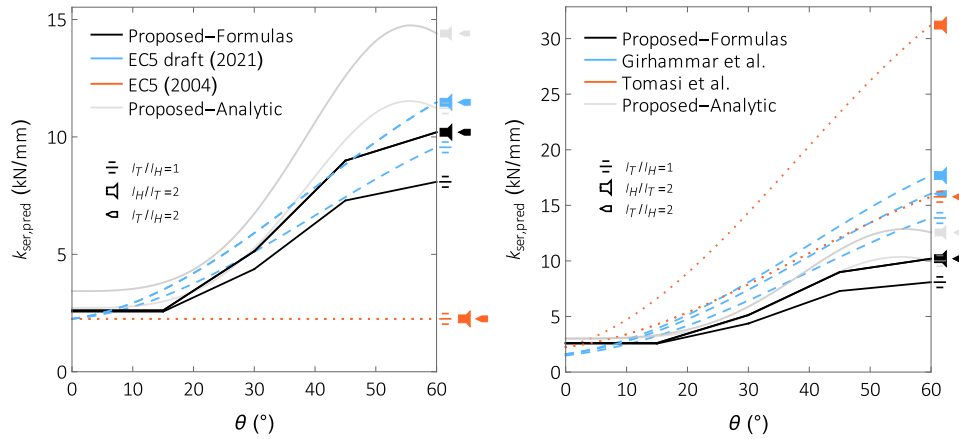 Proposed–Formulas
EC5 draft (2021)
EC5 (2004)
Proposed–Analytic
l_T/l_H=1
l_H/l_T=2
l_T/l_H=2
k_ser,pred (kN/mm)
15
10
5
0
0 10 20 30 40 50 60
θ (°)
Proposed–Formulas
Girhammar et al.
Tomasi et al.
Proposed–Analytic
l_T/l_H=1
l_H/l_T=2
l_T/l_H=2
k_ser,pred (kN/mm)
30
25
20
15
10
5
0
0 10 20 30 40 50 60
θ (°)